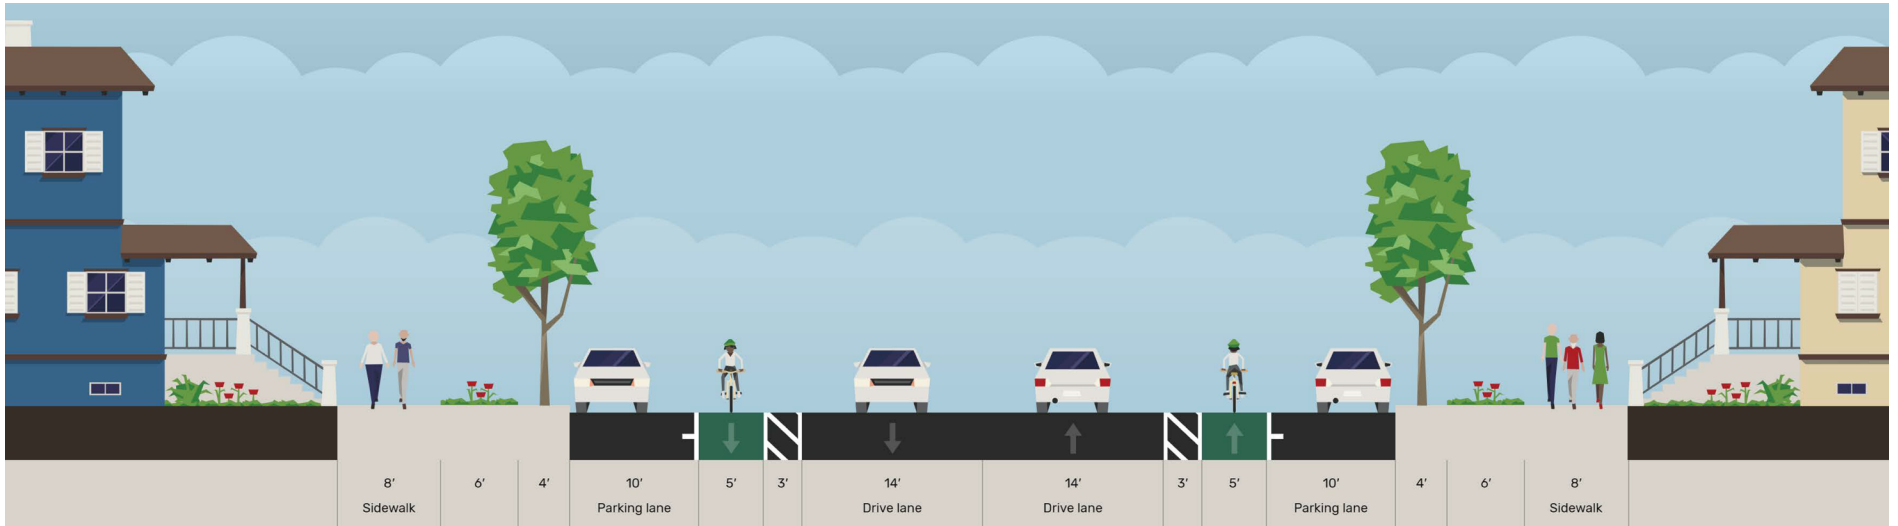 8′ 6′ 4′ 10′ 5′ 3′ 14′ 14′ 3′ 5′ 10′ 4′ 6′ 8′
Sidewalk Parking lane Drive lane Drive lane Parking lane Sidewalk